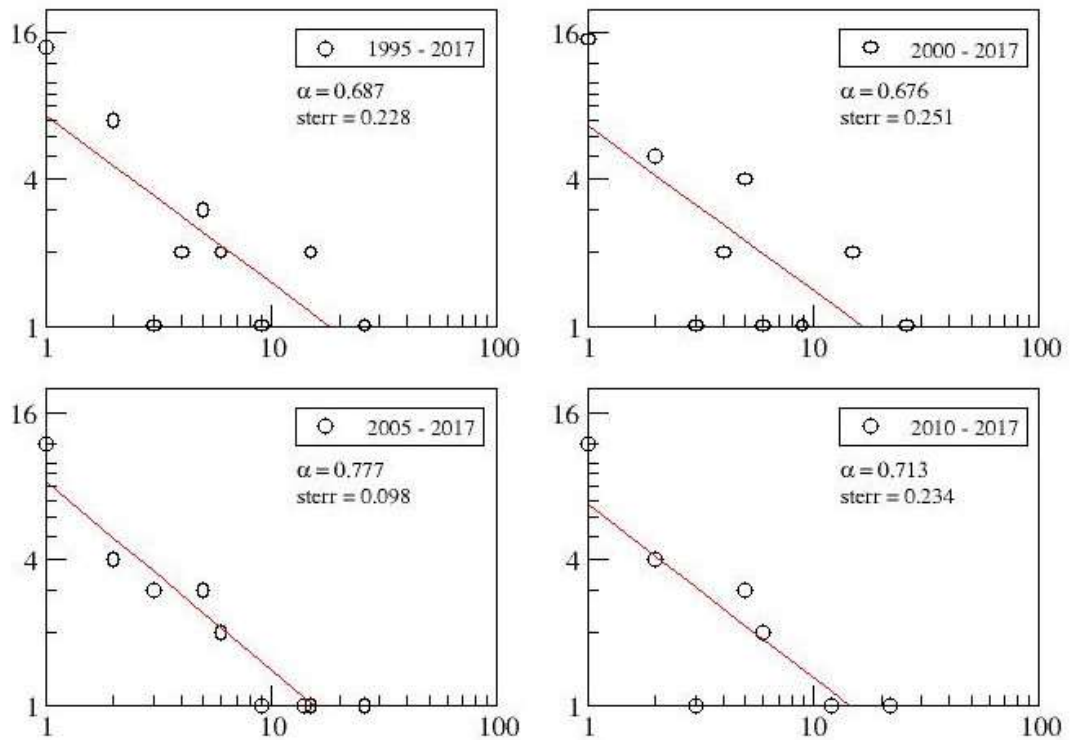 1995 - 2017
α = 0.687
sterr = 0.228
16
4
1
1
10
100
2000 - 2017
α = 0.676
sterr = 0.251
16
4
1
1
10
100
2005 - 2017
α = 0.777
sterr = 0.098
16
4
1
1
10
100
2010 - 2017
α = 0.713
sterr = 0.234
16
4
1
1
10
100